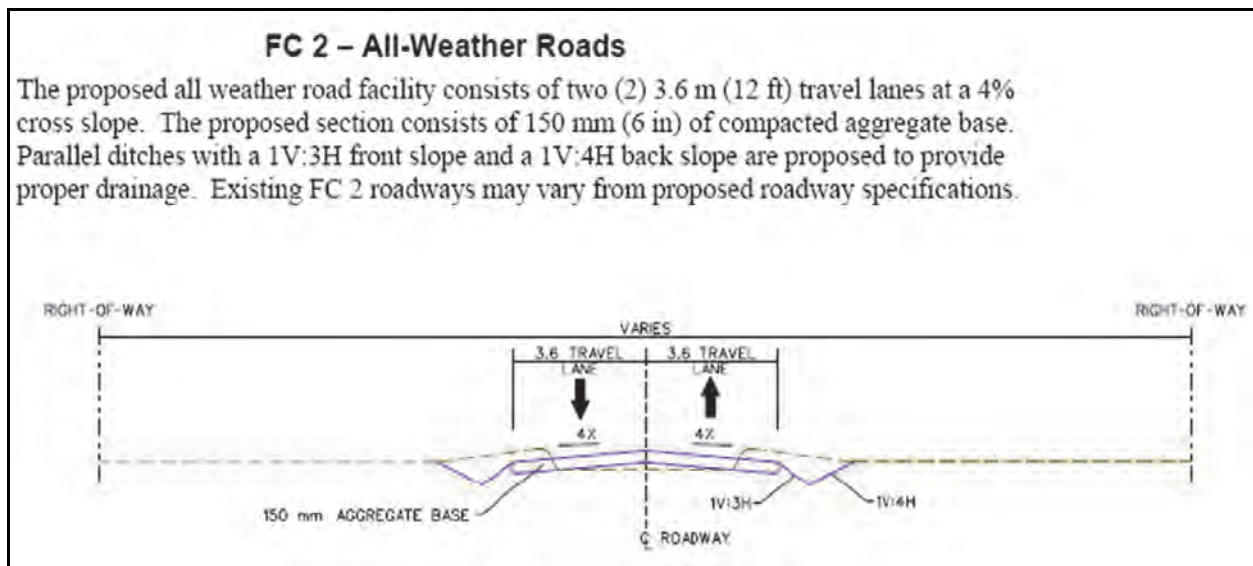 FC 2 – All-Weather Roads
The proposed all weather road facility consists of two (2) 3.6 m (12 ft) travel lanes at a 4%
cross slope. The proposed section consists of 150 mm (6 in) of compacted aggregate base.
Parallel ditches with a 1V:3H front slope and a 1V:4H back slope are proposed to provide
proper drainage. Existing FC 2 roadways may vary from proposed roadway specifications.
RIGHT-OF-WAY
RIGHT-OF-WAY
VARIES
3.6 TRAVEL
LANE
3.6 TRAVEL
LANE
4%
4%
150 mm AGGREGATE BASE
1V:3H
1V:4H
℄ ROADWAY